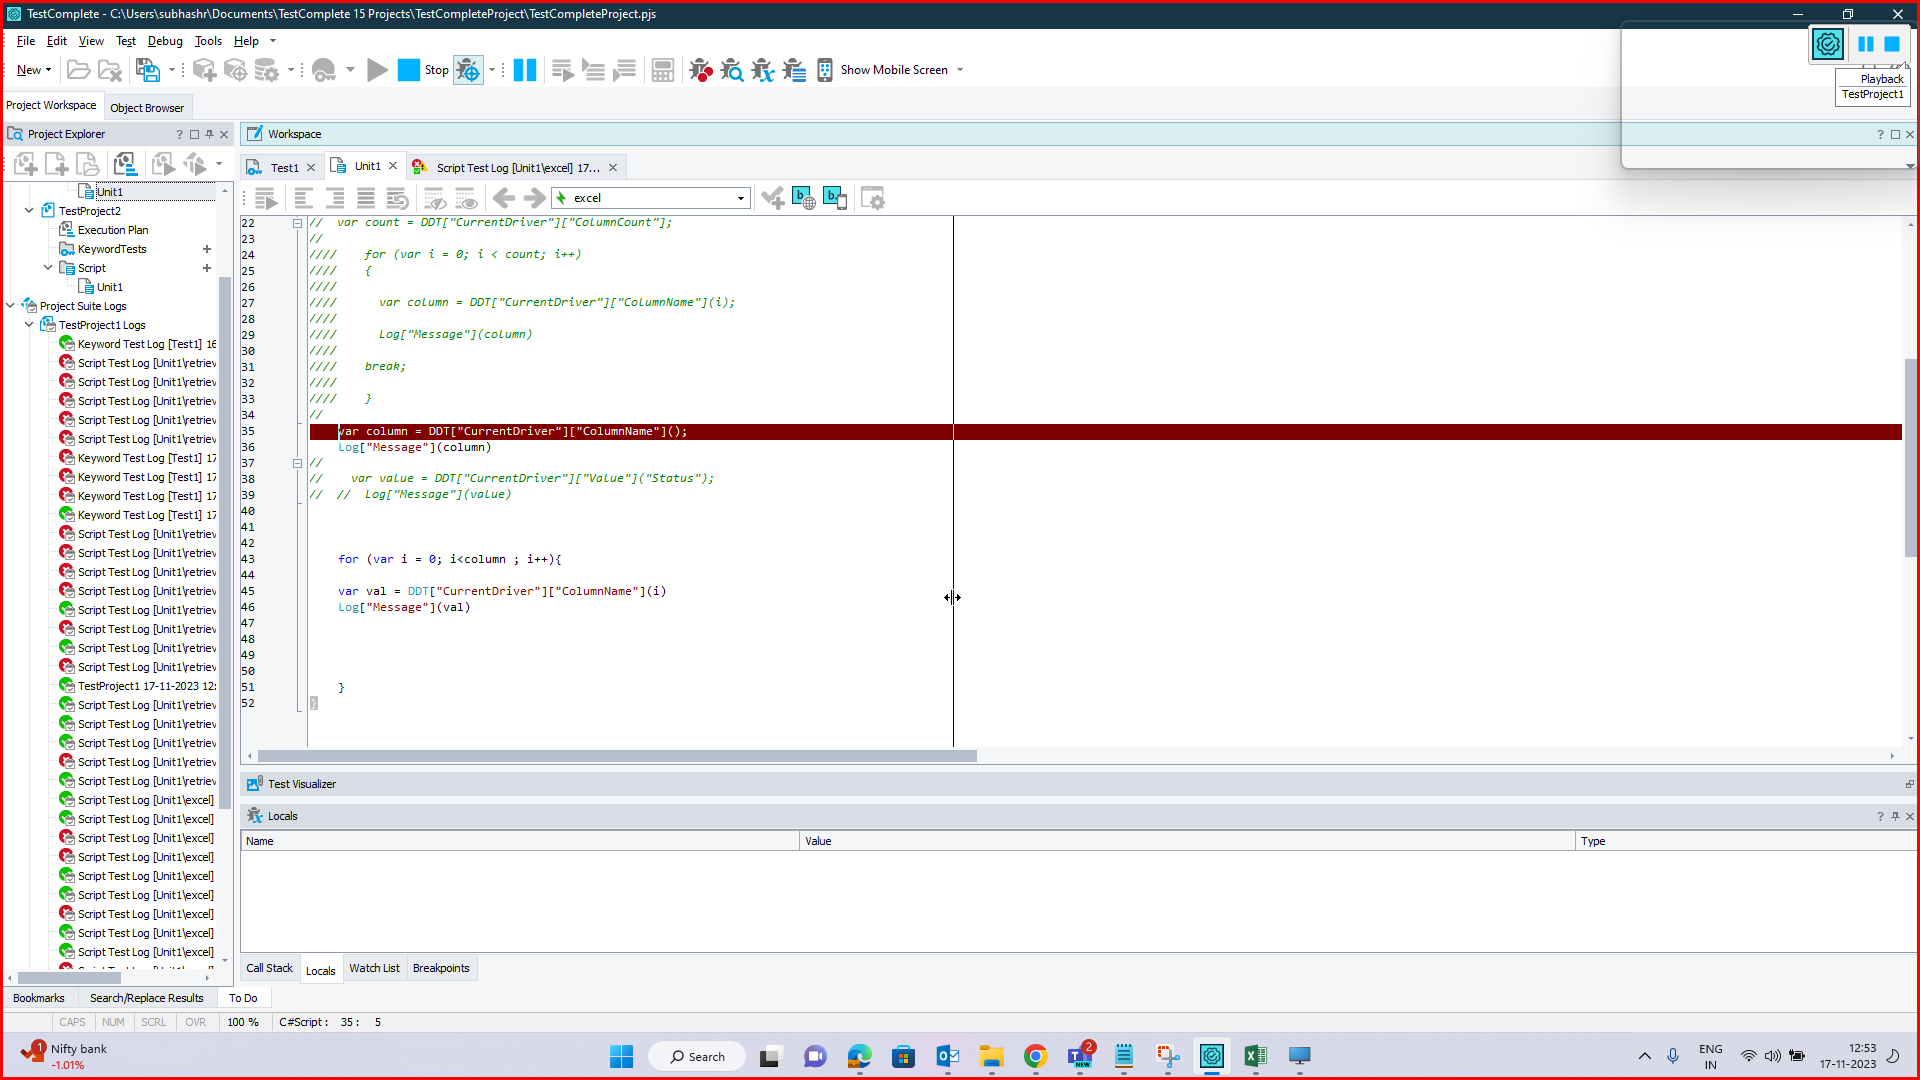 TestComplete - C:\Users\subhashr\Documents\TestComplete 15 Projects\TestCompleteProject\TestCompleteProject.pjs
File Edit View Test Debug Tools Help
New Stop Show Mobile Screen
Playback
TestProject1
Project Workspace Object Browser
Project Explorer
Workspace
Test1 Unit1 Script Test Log [Unit1\excel] 17...
excel
Unit1
TestProject2
Execution Plan
KeywordTests
Script
Unit1
Project Suite Logs
TestProject1 Logs
Keyword Test Log [Test1] 16
Script Test Log [Unit1\retriev
Script Test Log [Unit1\retriev
Script Test Log [Unit1\retriev
Script Test Log [Unit1\retriev
Script Test Log [Unit1\retriev
Keyword Test Log [Test1] 17
Keyword Test Log [Test1] 17
Keyword Test Log [Test1] 17
Keyword Test Log [Test1] 17
Script Test Log [Unit1\retriev
Script Test Log [Unit1\retriev
Script Test Log [Unit1\retriev
Script Test Log [Unit1\retriev
Script Test Log [Unit1\retriev
Script Test Log [Unit1\retriev
Script Test Log [Unit1\retriev
Script Test Log [Unit1\retriev
TestProject1 17-11-2023 12:
Script Test Log [Unit1\retriev
Script Test Log [Unit1\retriev
Script Test Log [Unit1\retriev
Script Test Log [Unit1\retriev
Script Test Log [Unit1\retriev
Script Test Log [Unit1\excel]
Script Test Log [Unit1\excel]
Script Test Log [Unit1\excel]
Script Test Log [Unit1\excel]
Script Test Log [Unit1\excel]
Script Test Log [Unit1\excel]
Script Test Log [Unit1\excel]
Script Test Log [Unit1\excel]
Script Test Log [Unit1\excel]
22 // var count = DDT["CurrentDriver"]["ColumnCount"];
23 //
24 //// for (var i = 0; i < count; i++)
25 //// {
26 ////
27 //// var column = DDT["CurrentDriver"]["ColumnName"](i);
28 ////
29 //// Log["Message"](column)
30 ////
31 //// break;
32 ////
33 //// }
34 //
35 var column = DDT["CurrentDriver"]["ColumnName"]();
36 Log["Message"](column)
37 //
38 // var value = DDT["CurrentDriver"]["Value"]("Status");
39 // // Log["Message"](value)
40
41
42
43 for (var i = 0; i<column ; i++){
44
45 var val = DDT["CurrentDriver"]["ColumnName"](i)
46 Log["Message"](val)
47
48
49
50
51 }
52 }
Test Visualizer
Locals
Name Value Type
Call Stack Locals Watch List Breakpoints
Bookmarks Search/Replace Results To Do
CAPS NUM SCRL OVR 100 % C#Script : 35 : 5
1 Nifty bank
-1.01%
Search
2
NEW
ENG
IN
12:53
17-11-2023